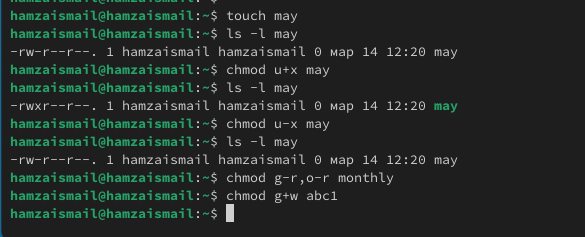 hamzaismail@hamzaismail:~$ touch may
hamzaismail@hamzaismail:~$ ls -l may
-rw-r--r--. 1 hamzaismail hamzaismail 0 мар 14 12:20 may
hamzaismail@hamzaismail:~$ chmod u+x may
hamzaismail@hamzaismail:~$ ls -l may
-rwxr--r--. 1 hamzaismail hamzaismail 0 мар 14 12:20 may
hamzaismail@hamzaismail:~$ chmod u-x may
hamzaismail@hamzaismail:~$ ls -l may
-rw-r--r--. 1 hamzaismail hamzaismail 0 мар 14 12:20 may
hamzaismail@hamzaismail:~$ chmod g-r,o-r monthly
hamzaismail@hamzaismail:~$ chmod g+w abc1
hamzaismail@hamzaismail:~$